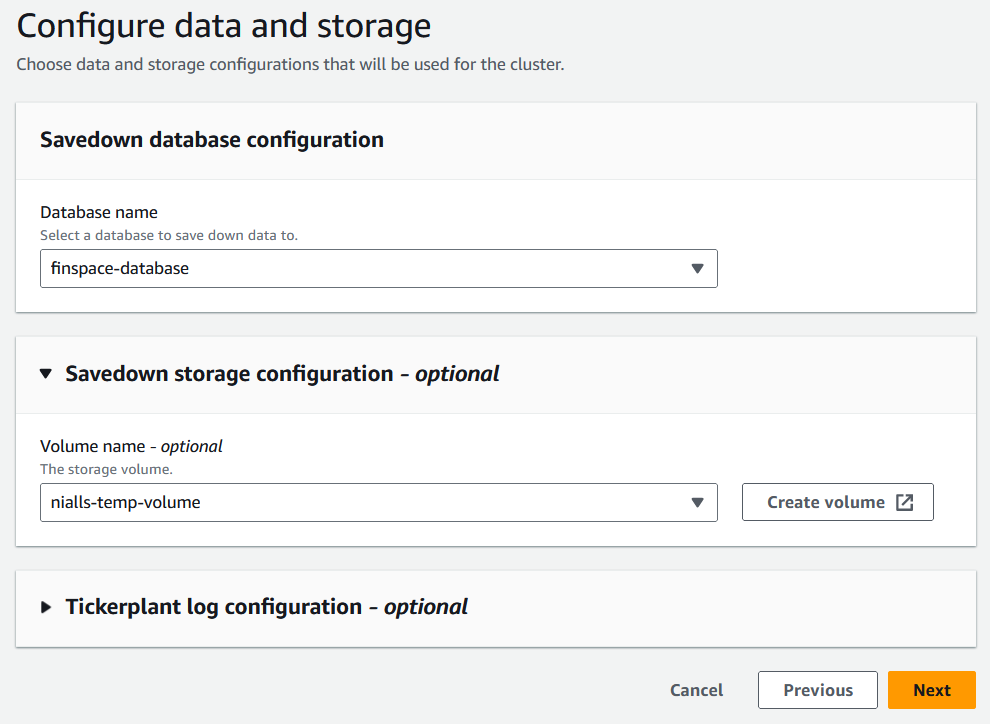 Configure data and storage
Choose data and storage configurations that will be used for the cluster.
Savedown database configuration
Database name
Select a database to save down data to.
finspace-database
Savedown storage configuration – optional
Volume name - optional
The storage volume.
nialls-temp-volume
Create volume
Tickerplant log configuration – optional
Cancel
Previous
Next